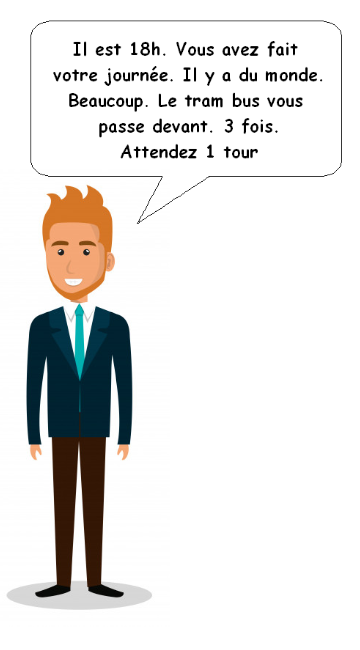 Il est 18h. Vous avez fait
votre journée. Il y a du monde.
Beaucoup. Le tram bus vous
passe devant. 3 fois.
Attendez 1 tour